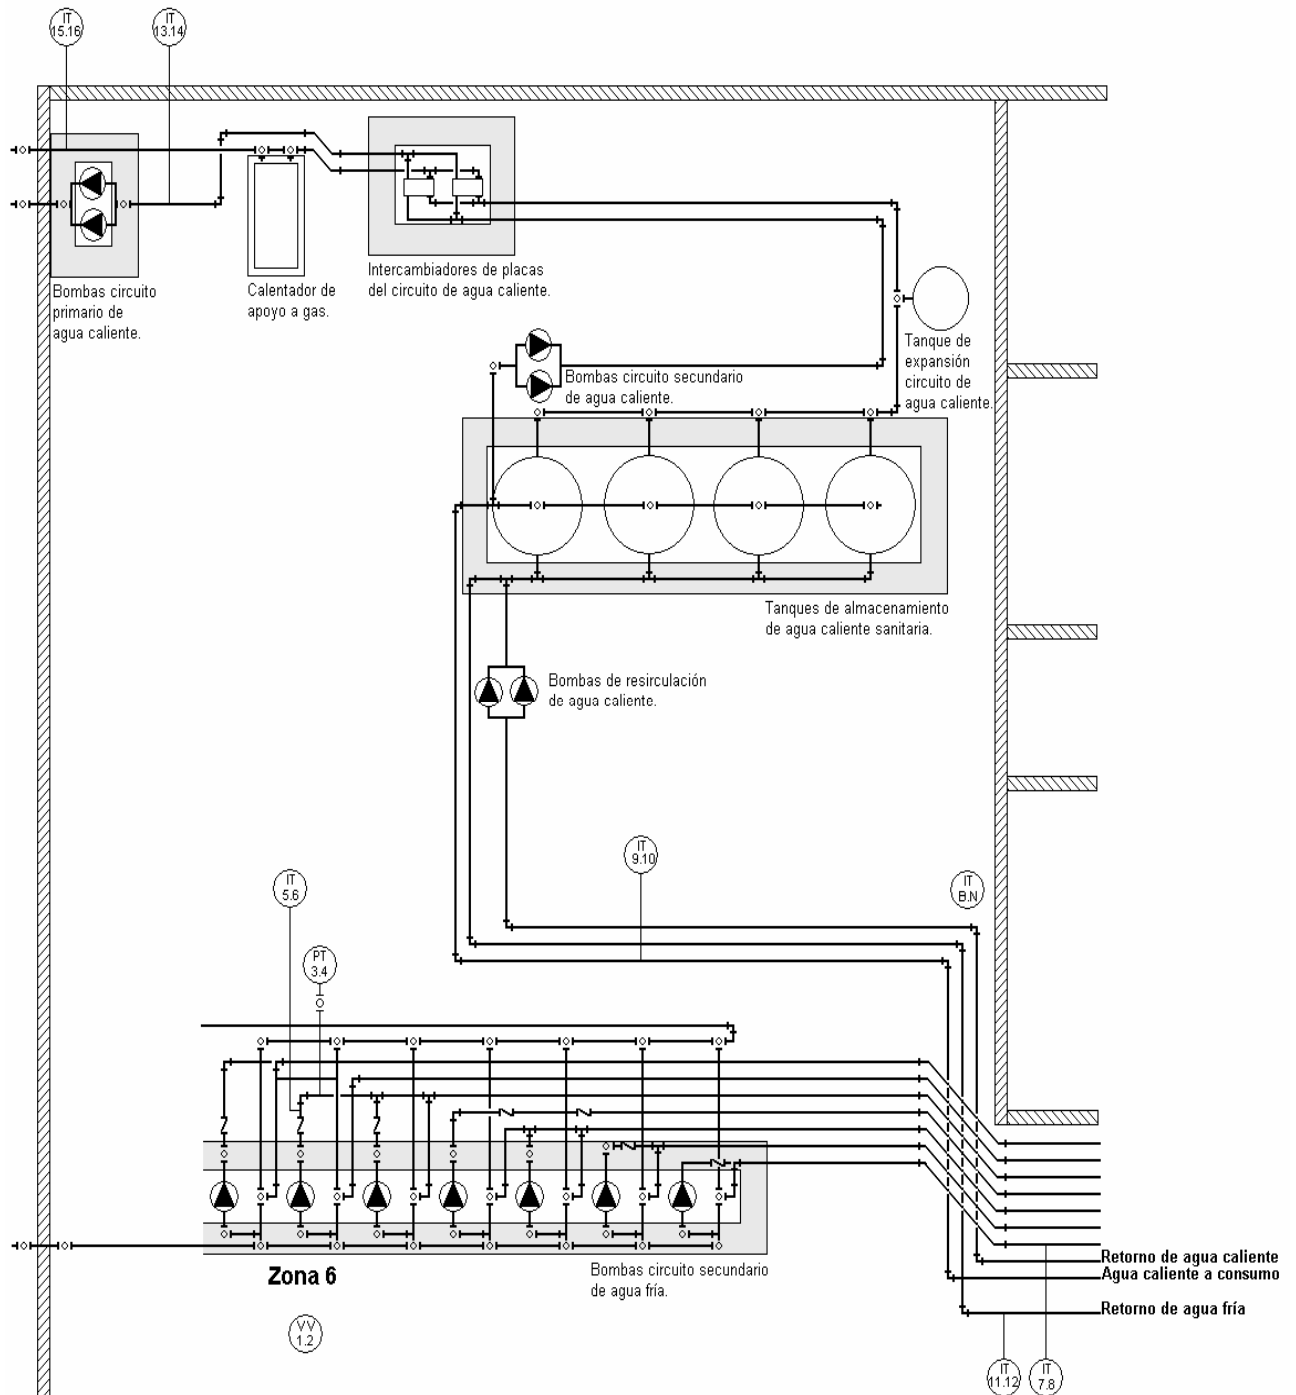 IT
15.16
IT
13.14
Bombas circuito
primario de
agua caliente.
Calentador de
apoyo a gas.
Intercambiadores de placas
del circuito de agua caliente.
Tanque de
expansión
circuito de
agua caliente.
Bombas circuito secundario
de agua caliente.
Tanques de almacenamiento
de agua caliente sanitaria.
Bombas de resirculación
de agua caliente.
IT
9.10
IT
B.N
IT
5.6
PT
3.4
Zona 6
Bombas circuito secundario
de agua fría.
Retorno de agua caliente
Agua caliente a consumo
Retorno de agua fría
VV
1.2
IT
11.12
IT
7.8